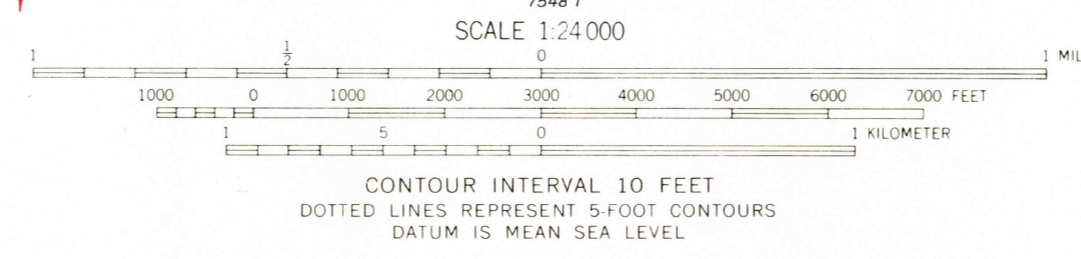 SCALE 1:24 000
1 ½ 0 1 MIL
1000 0 1000 2000 3000 4000 5000 6000 7000 FEET
1 5 0 1 KILOMETER
CONTOUR INTERVAL 10 FEET
DOTTED LINES REPRESENT 5-FOOT CONTOURS
DATUM IS MEAN SEA LEVEL